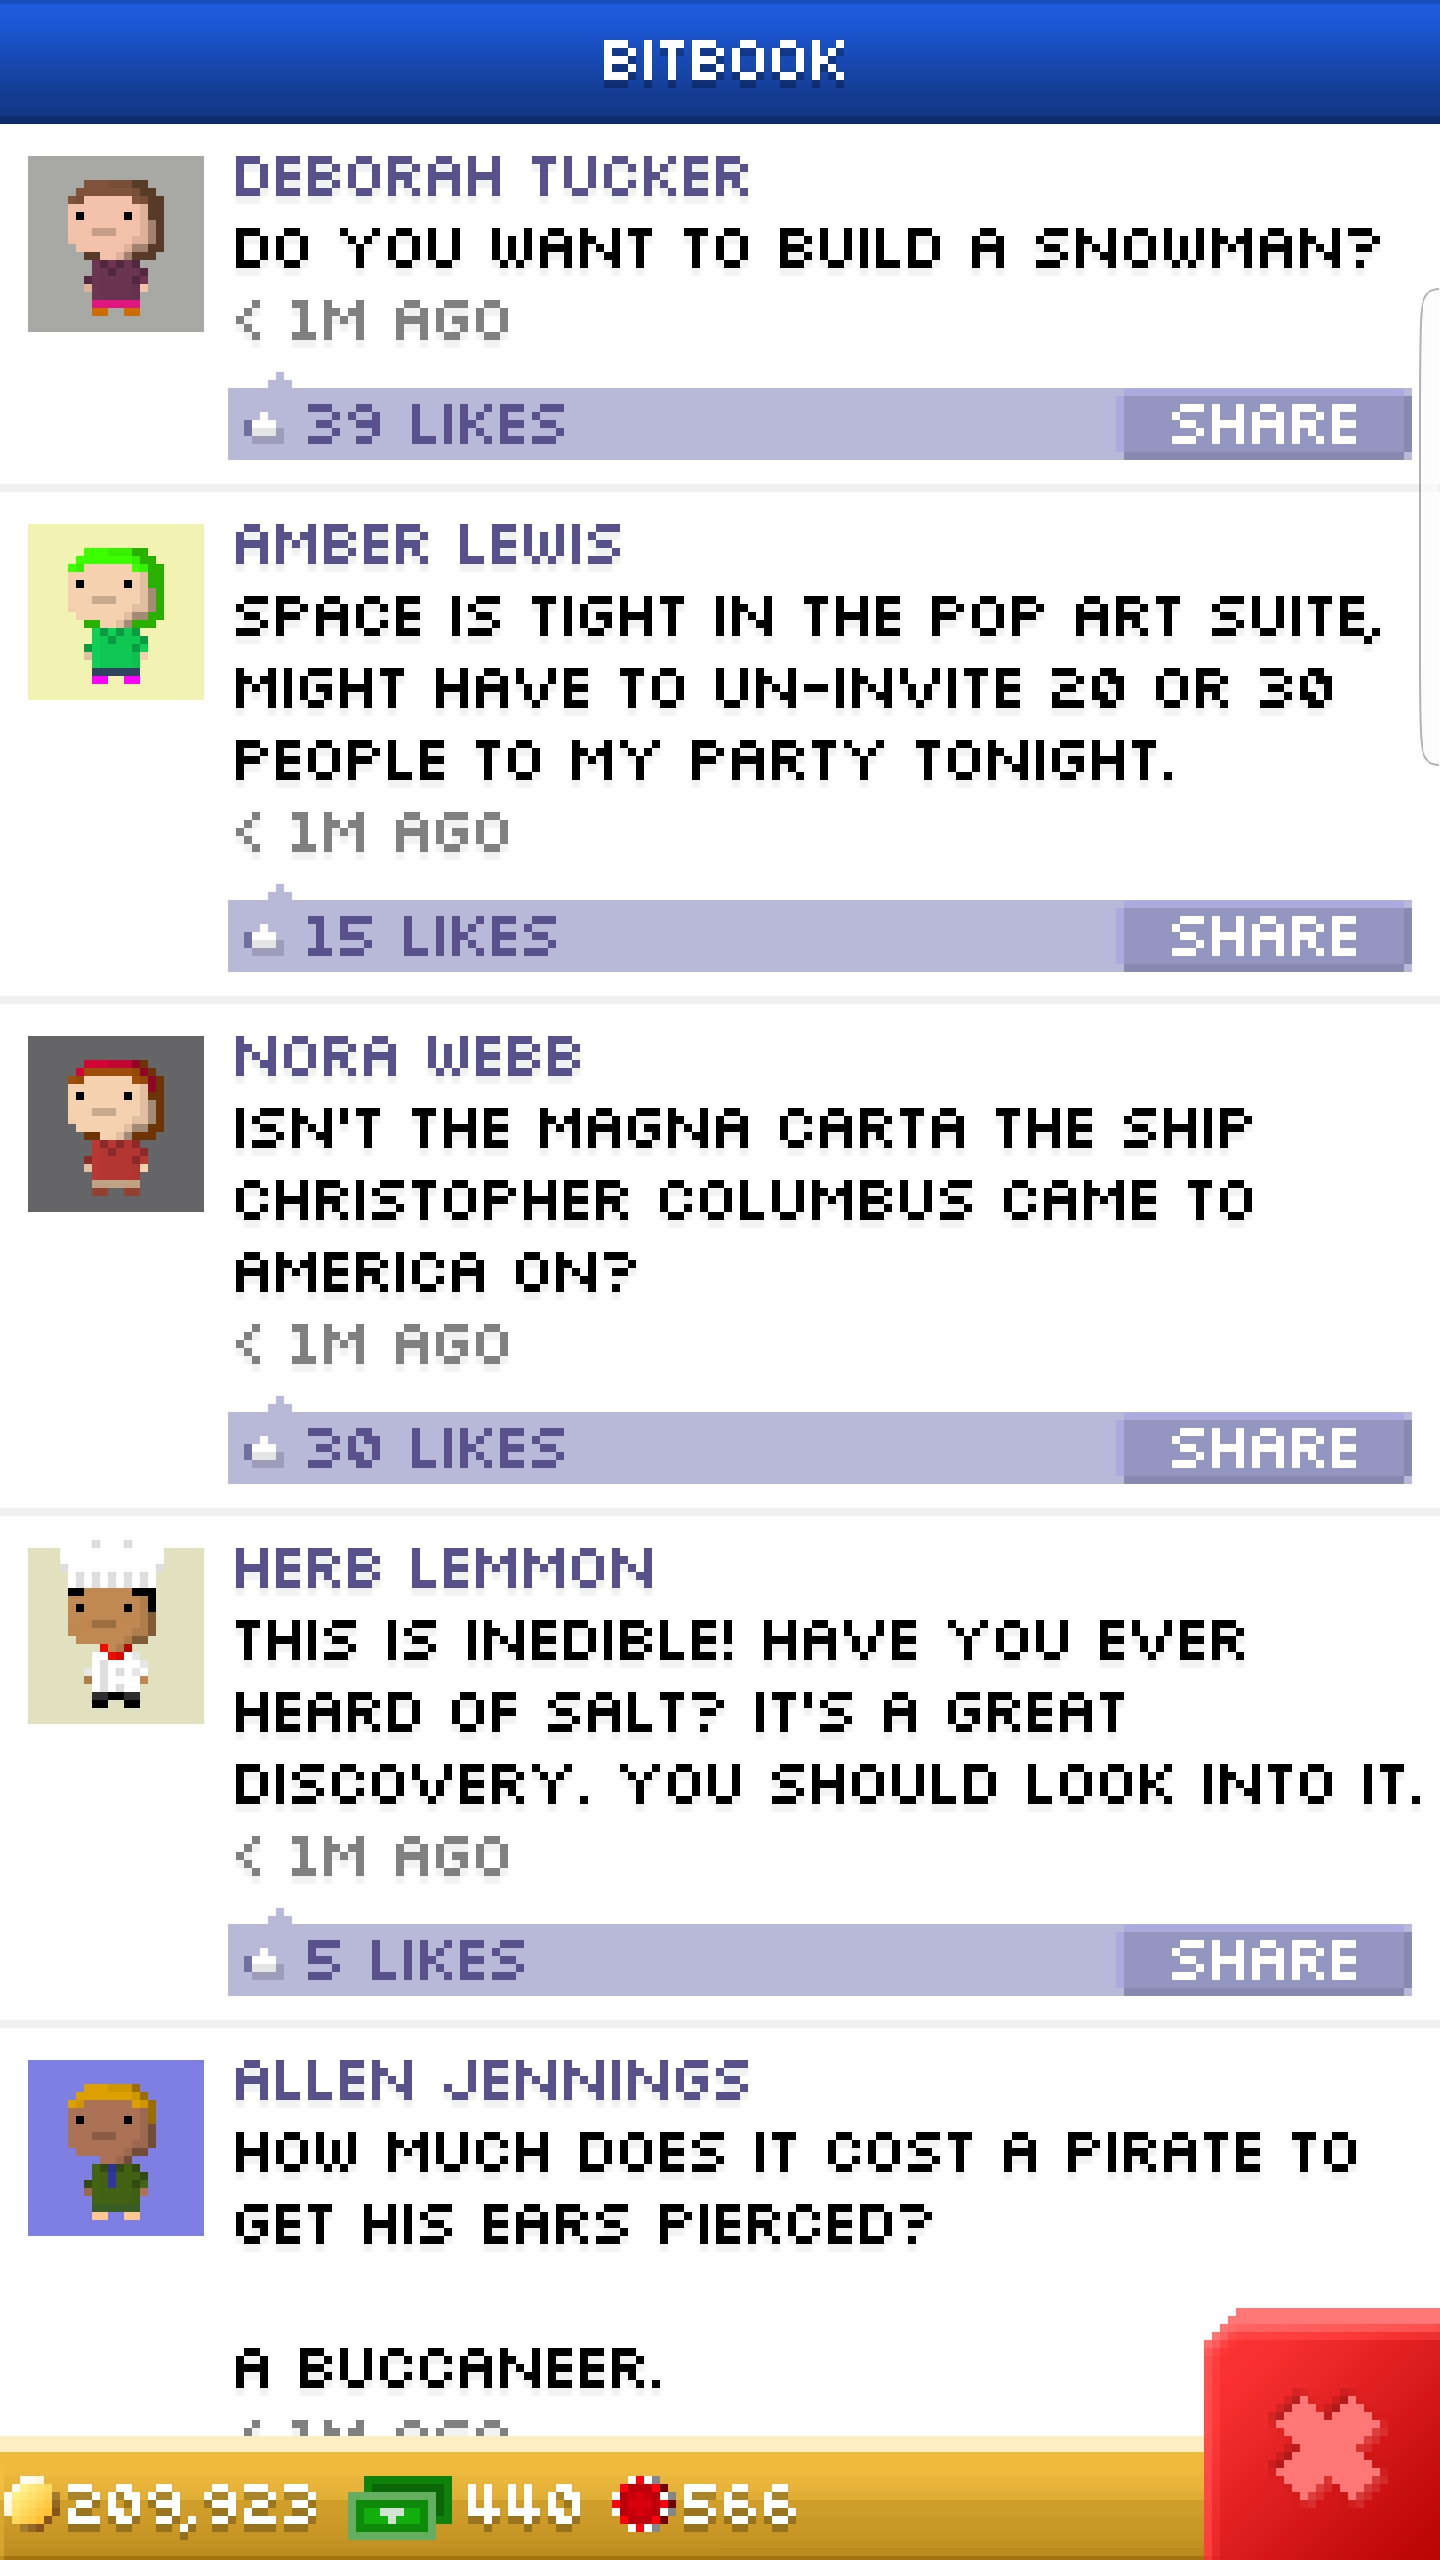 BITBOOK
DEBORAH TUCKER
DO YOU WANT TO BUILD A SNOWMAN?
< 1M AGO
39 LIKES
SHARE
AMBER LEWIS
SPACE IS TIGHT IN THE POP ART SUITE,
MIGHT HAVE TO UN-INVITE 20 OR 30
PEOPLE TO MY PARTY TONIGHT.
< 1M AGO
15 LIKES
SHARE
NORA WEBB
ISN'T THE MAGNA CARTA THE SHIP
CHRISTOPHER COLUMBUS CAME TO
AMERICA ON?
< 1M AGO
30 LIKES
SHARE
HERB LEMMON
THIS IS INEDIBLE! HAVE YOU EVER
HEARD OF SALT? IT'S A GREAT
DISCOVERY. YOU SHOULD LOOK INTO IT.
< 1M AGO
5 LIKES
SHARE
ALLEN JENNINGS
HOW MUCH DOES IT COST A PIRATE TO
GET HIS EARS PIERCED?
A BUCCANEER.
< 1M AGO
209,923 440 566